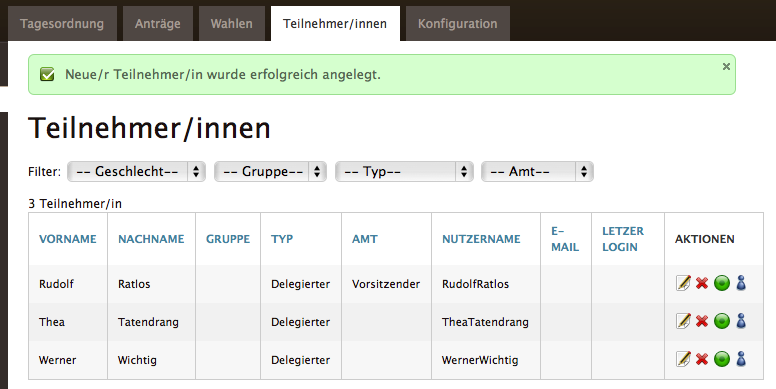 Tagesordnung Anträge Wahlen Teilnehmer/innen Konfiguration
Neue/r Teilnehmer/in wurde erfolgreich angelegt. ×
Teilnehmer/innen
Filter: -- Geschlecht-- -- Gruppe-- -- Typ-- -- Amt--
3 Teilnehmer/in
VORNAME NACHNAME GRUPPE TYP AMT NUTZERNAME E-MAIL LETZER LOGIN AKTIONEN
Rudolf Ratlos Delegierter Vorsitzender RudolfRatlos
Thea Tatendrang Delegierter TheaTatendrang
Werner Wichtig Delegierter WernerWichtig